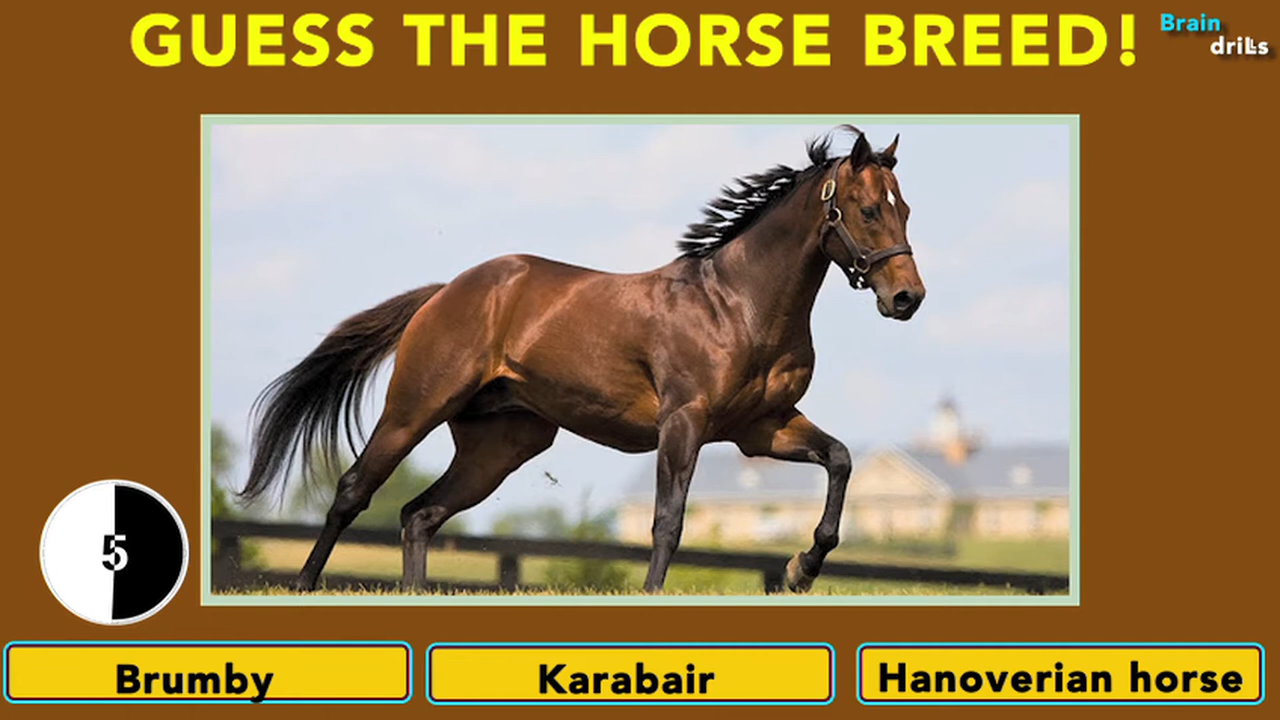 GUESS THE HORSE BREED!
Brain
drills
5
Brumby
Karabair
Hanoverian horse